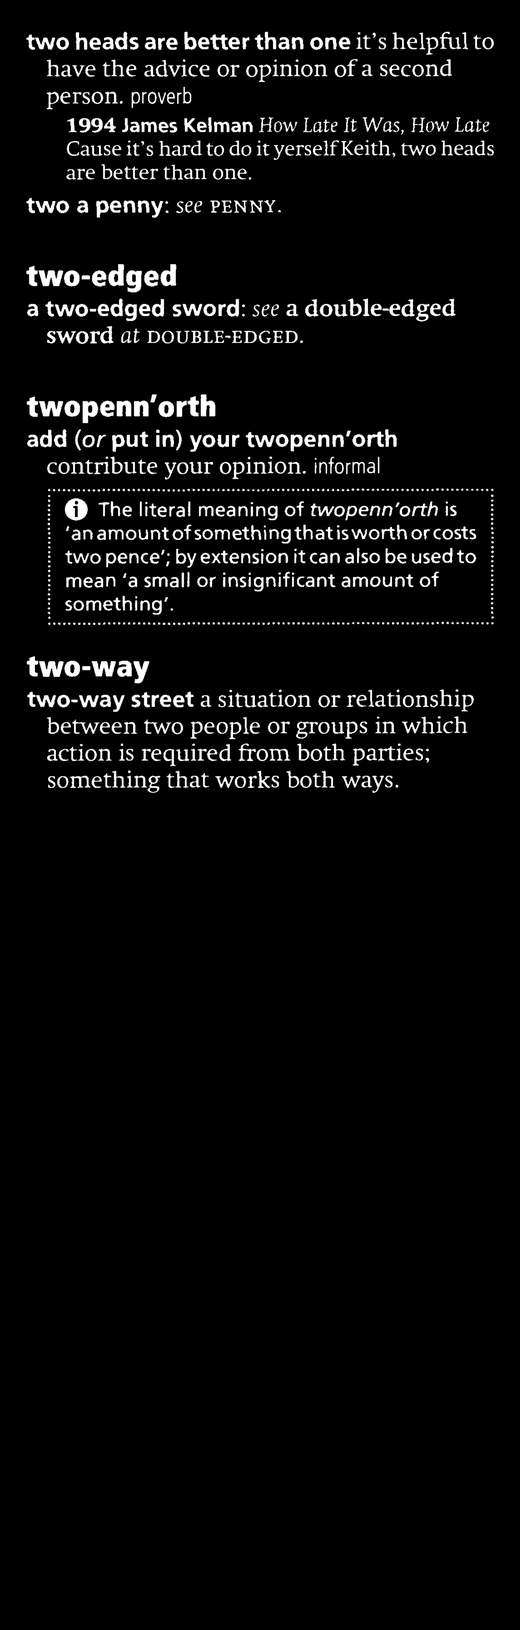 two heads are better than one it's helpful to
have the advice or opinion of a second
person. proverb
1994 James Kelman How Late It Was, How Late
Cause it's hard to do it yerself Keith, two heads
are better than one.
two a penny: see PENNY.
two-edged
a two-edged sword: see a double-edged
sword at DOUBLE-EDGED.
twopenn'orth
add (or put in) your twopenn'orth
contribute your opinion. informal
i The literal meaning of twopenn'orth is
'an amount of something that is worth or costs
two pence'; by extension it can also be used to
mean 'a small or insignificant amount of
something'.
two-way
two-way street a situation or relationship
between two people or groups in which
action is required from both parties;
something that works both ways.